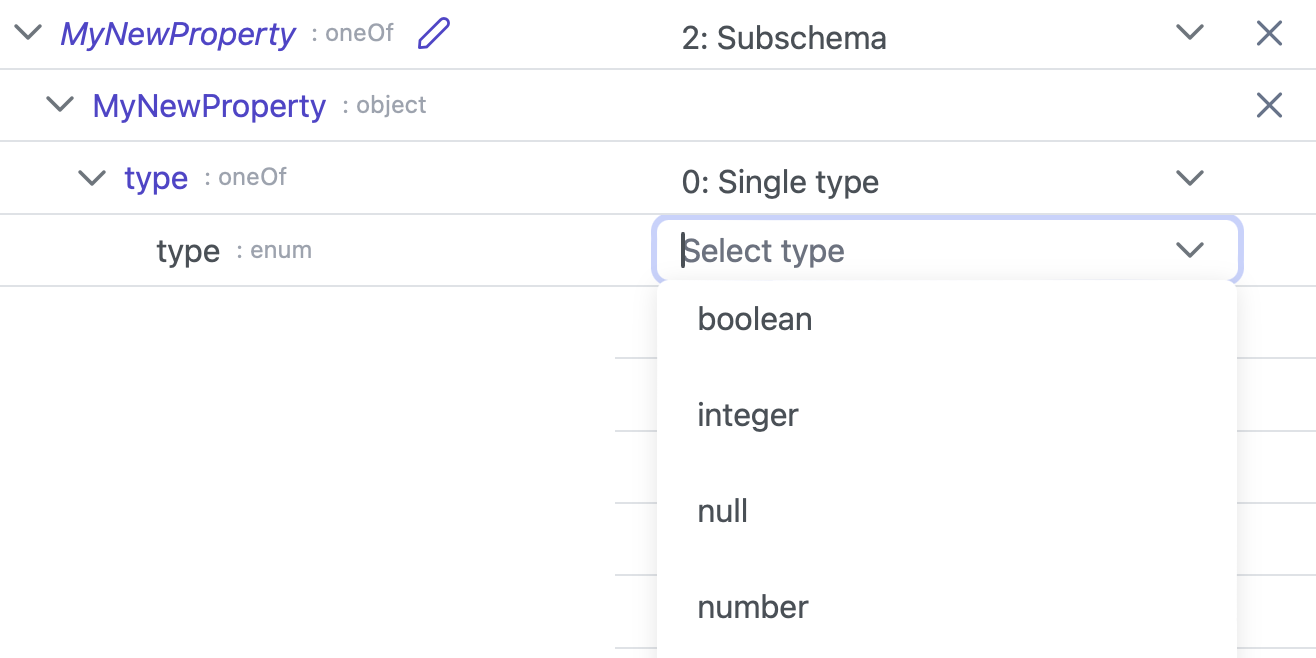 MyNewProperty : oneOf 2: Subschema
MyNewProperty : object
type : oneOf 0: Single type
type : enum Select type
boolean
integer
null
number